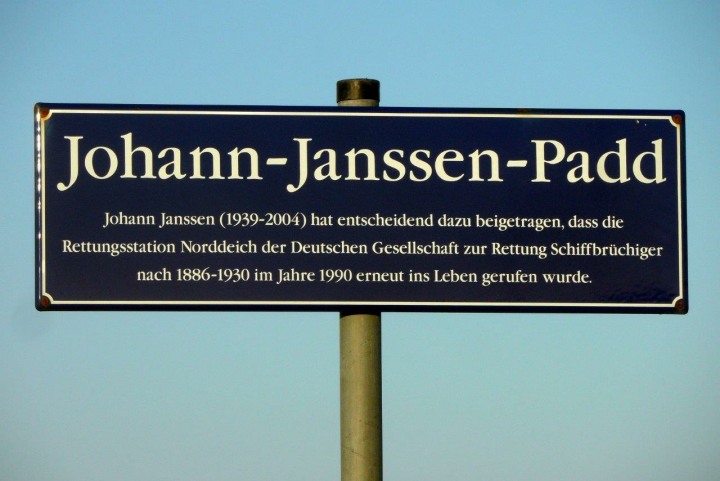 Johann-Janssen-Padd
Johann Janssen (1939-2004) hat entscheidend dazu beigetragen, dass die
Rettungsstation Norddeich der Deutschen Gesellschaft zur Rettung Schiffbrüchiger
nach 1886-1930 im Jahre 1990 erneut ins Leben gerufen wurde.